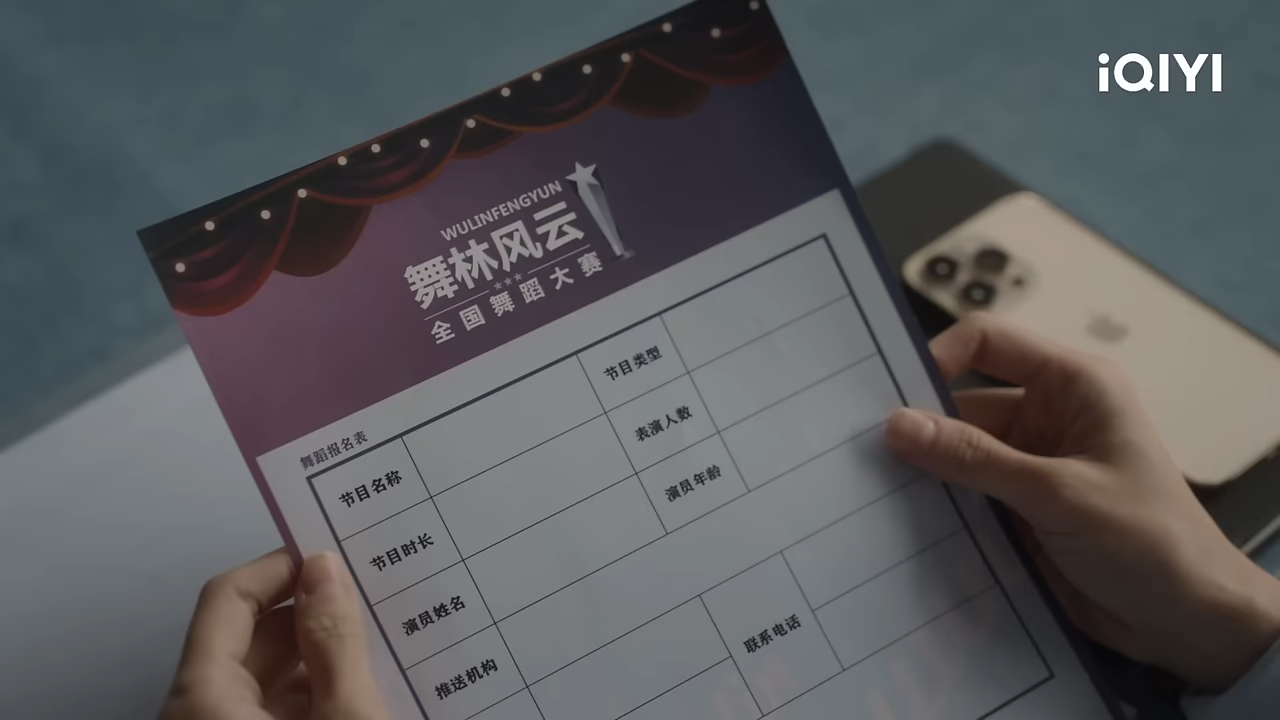 iQIYI
WULINFENGYUN
舞林风云
全国舞蹈大赛
舞蹈报名表
节目名称
节目类型
节目时长
表演人数
演员姓名
演员年龄
推送机构
联系电话